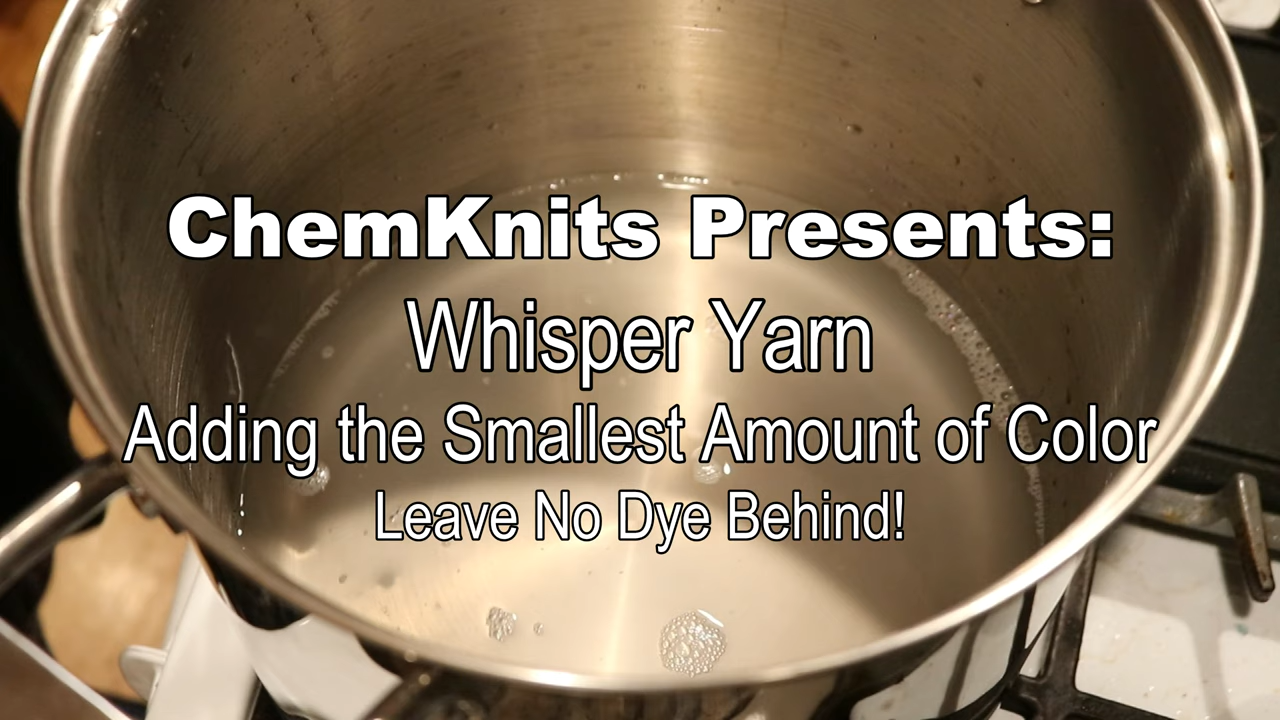 ChemKnits Presents:
Whisper Yarn
Adding the Smallest Amount of Color
Leave No Dye Behind!